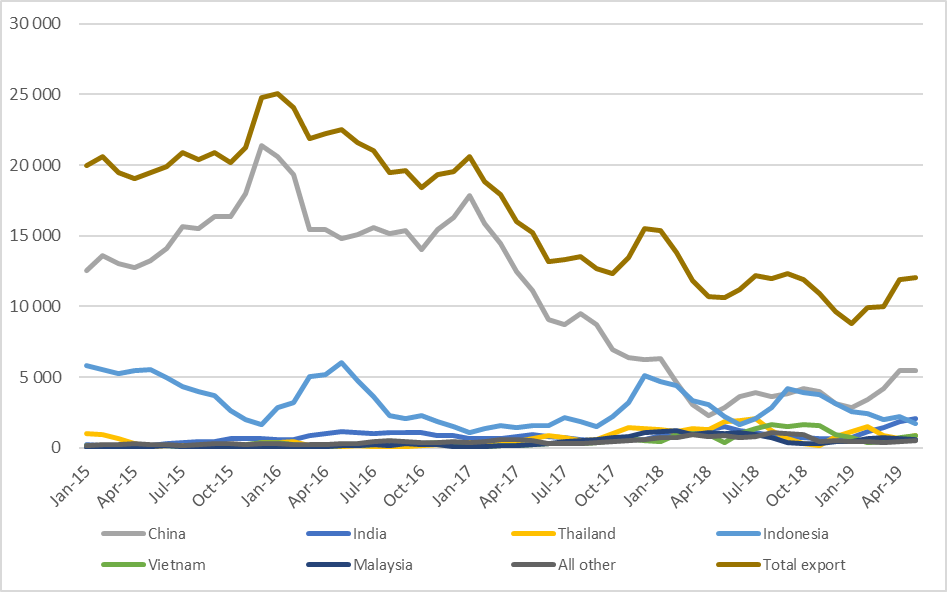 30 000
25 000
20 000
15 000
10 000
5 000
0
Jan-15 Apr-15 Jul-15 Oct-15 Jan-16 Apr-16 Jul-16 Oct-16 Jan-17 Apr-17 Jul-17 Oct-17 Jan-18 Apr-18 Jul-18 Oct-18 Jan-19 Apr-19
China India Thailand Indonesia
Vietnam Malaysia All other Total export